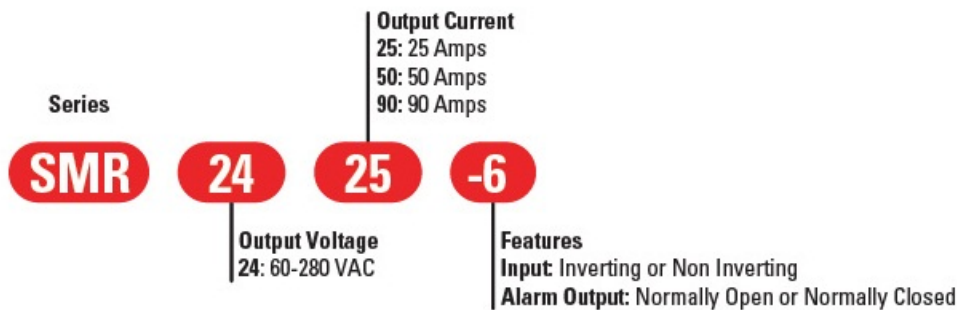 Output Current
25: 25 Amps
50: 50 Amps
90: 90 Amps
Series
SMR 24 25 -6
Output Voltage
24: 60-280 VAC
Features
Input: Inverting or Non Inverting
Alarm Output: Normally Open or Normally Closed